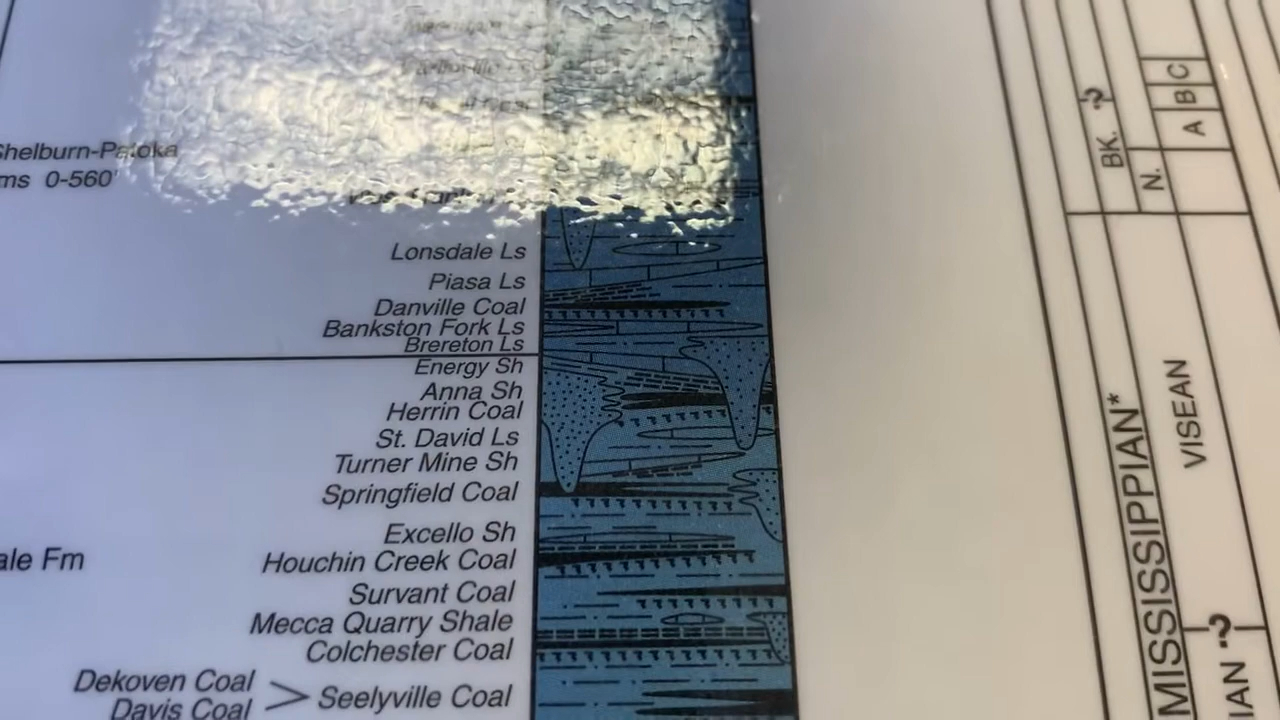 Shelburn-Patoka
ms 0-560'
Lonsdale Ls
Piasa Ls
Danville Coal
Bankston Fork Ls
Brereton Ls
Energy Sh
Anna Sh
Herrin Coal
St. David Ls
Turner Mine Sh
Springfield Coal
Excello Sh
ale Fm
Houchin Creek Coal
Survant Coal
Mecca Quarry Shale
Colchester Coal
Dekoven Coal
Davis Coal
> Seelyville Coal
MISSISSIPPIAN*
VISEAN
IAN ?
BK. ?
N.
A B C